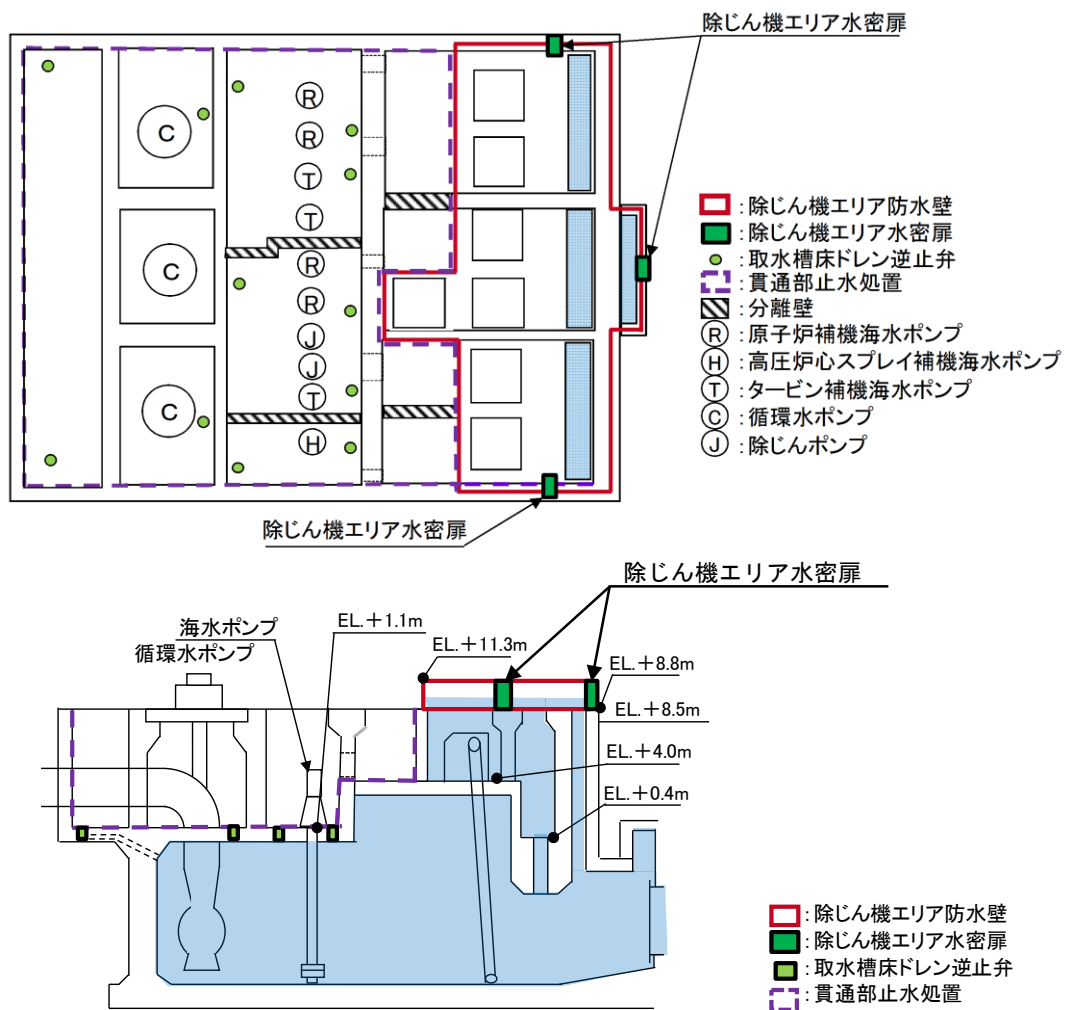 除じん機エリア水密扉
Ⓡ
Ⓡ
Ⓒ
Ⓣ
Ⓣ
Ⓡ
Ⓒ
Ⓡ
Ⓙ
Ⓙ
Ⓣ
Ⓒ
Ⓗ
:除じん機エリア防水壁
:除じん機エリア水密扉
:取水槽床ドレン逆止弁
:貫通部止水処置
:分離壁
Ⓡ:原子炉補機海水ポンプ
Ⓗ:高圧炉心スプレイ補機海水ポンプ
Ⓣ:タービン補機海水ポンプ
Ⓒ:循環水ポンプ
Ⓙ:除じんポンプ
除じん機エリア水密扉
除じん機エリア水密扉
海水ポンプ
循環水ポンプ
EL.+1.1m
EL.+11.3m
EL.+8.8m
EL.+8.5m
EL.+4.0m
EL.+0.4m
:除じん機エリア防水壁
:除じん機エリア水密扉
:取水槽床ドレン逆止弁
:貫通部止水処置